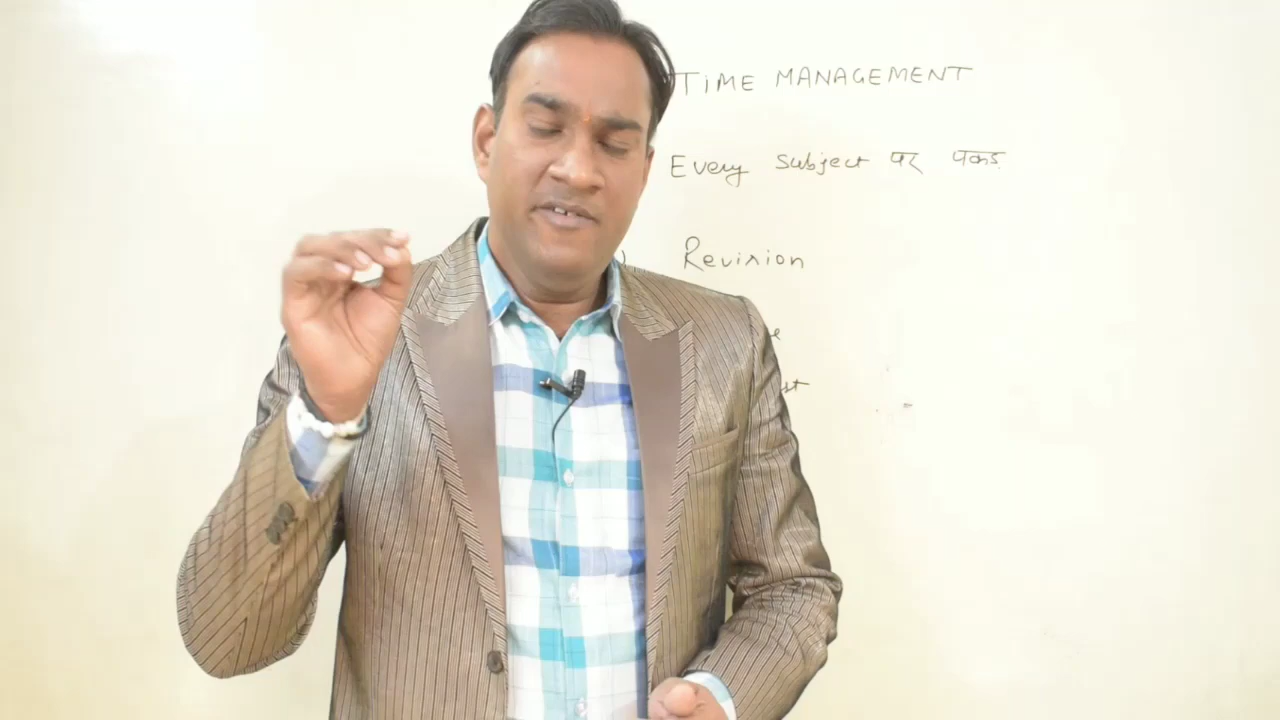 TIME MANAGEMENT
Every Subject पर पकड़
Revision